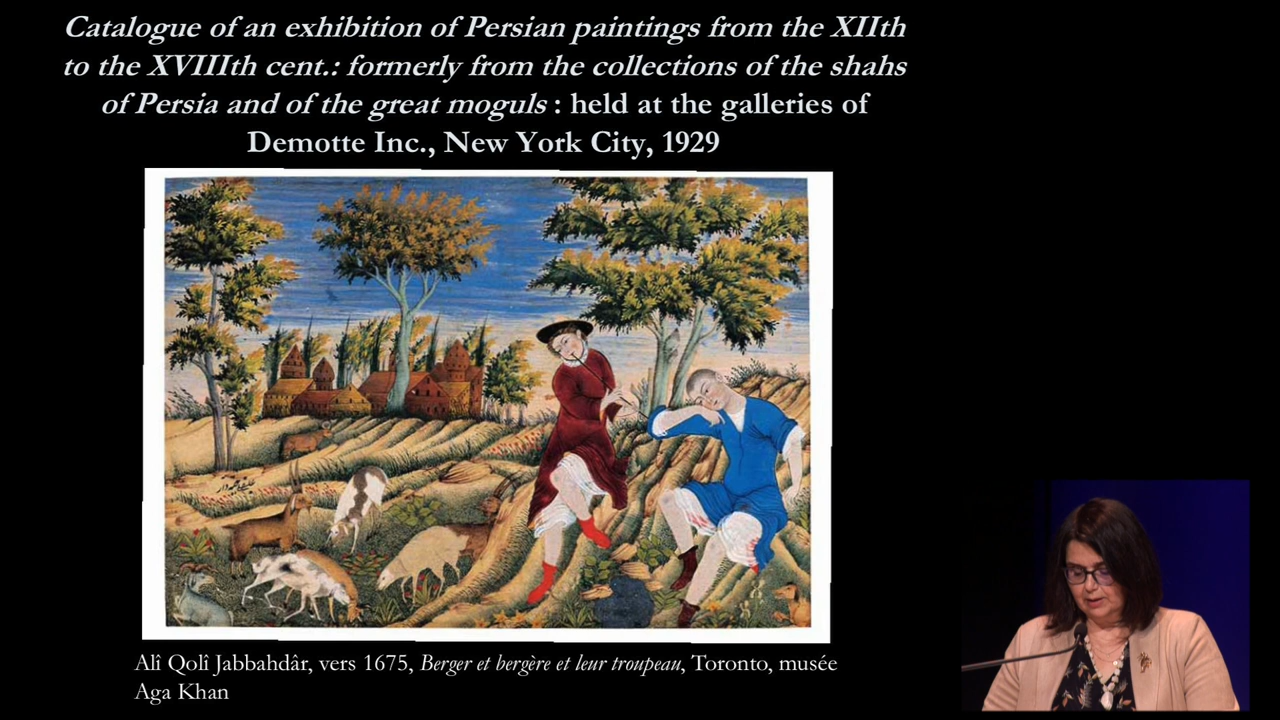 Catalogue of an exhibition of Persian paintings from the XIIth
to the XVIIIth cent.: formerly from the collections of the shahs
of Persia and of the great moguls : held at the galleries of
Demotte Inc., New York City, 1929
Alî Qolî Jabbahdâr, vers 1675, Berger et bergère et leur troupeau, Toronto, musée
Aga Khan